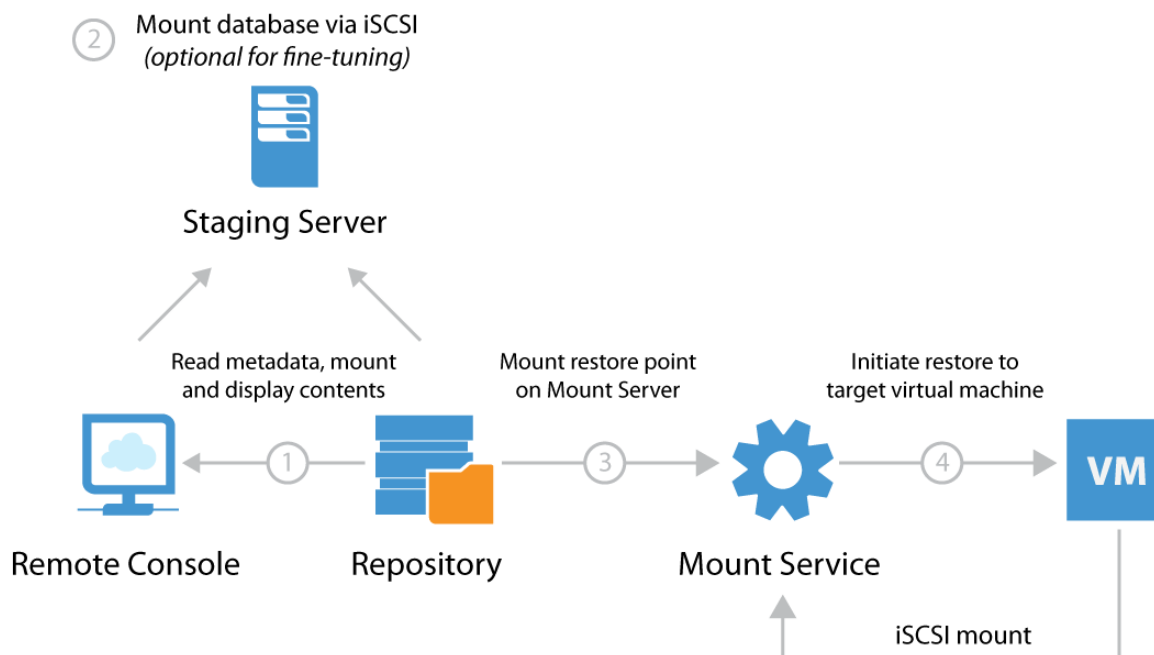 2
Mount database via iSCSI
(optional for fine-tuning)
Staging Server
Read metadata, mount
and display contents
Mount restore point
on Mount Server
Initiate restore to
target virtual machine
1
3
4
VM
Remote Console
Repository
Mount Service
iSCSI mount